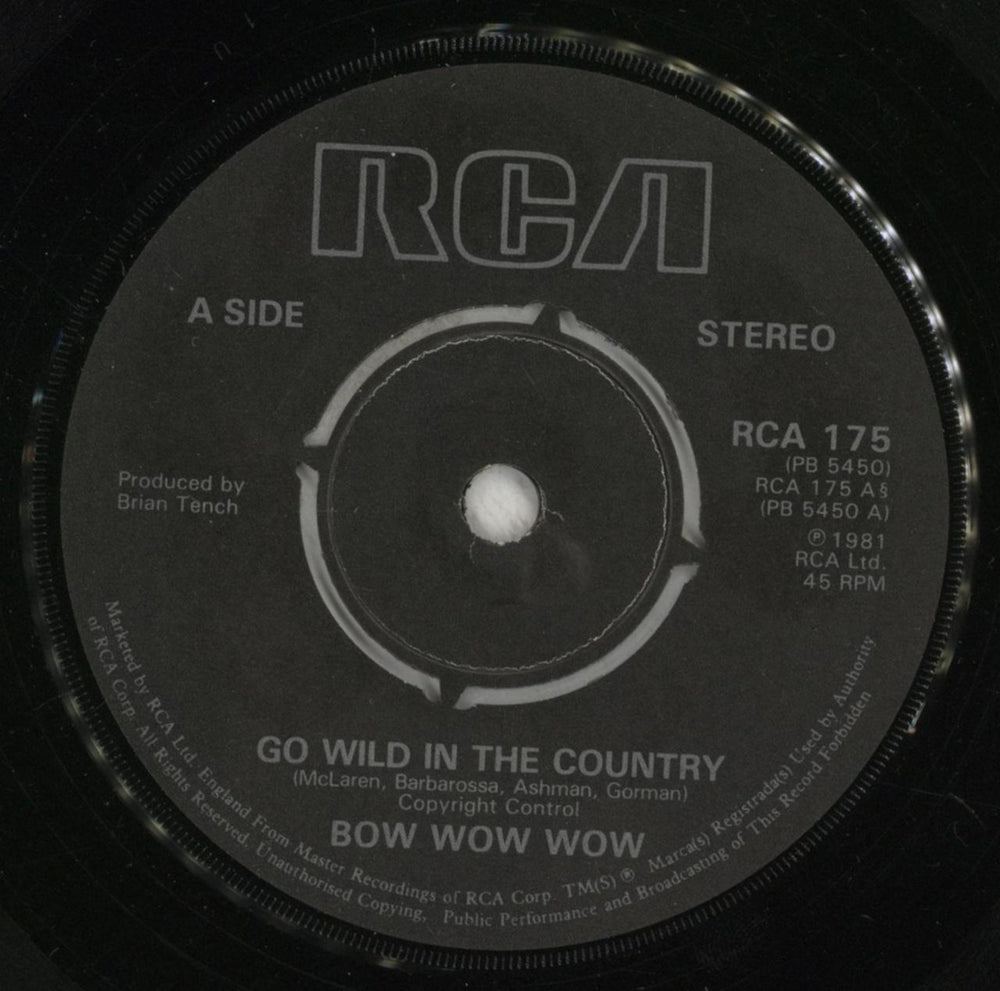 RCA
A SIDE
STEREO
RCA 175
(PB 5450)
RCA 175 A§
(PB 5450 A)
℗ 1981
RCA Ltd.
45 RPM
Produced by
Brian Tench
GO WILD IN THE COUNTRY
(McLaren, Barbarossa, Ashman, Gorman)
Copyright Control
BOW WOW WOW
Marketed by RCA Ltd. England From Master Recordings of RCA Corp. TM(S) ® Marca(s) Registrada(s) Used by Authority
of RCA Corp. All Rights Reserved. Unauthorised Copying, Public Performance and Broadcasting of This Record Forbidden